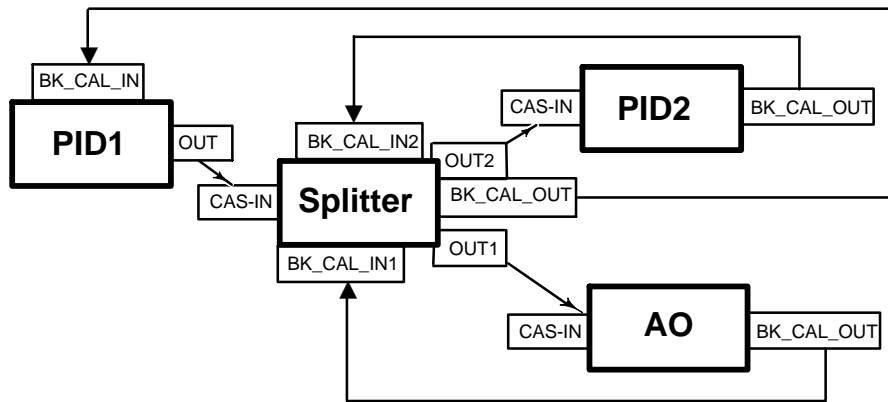 BK_CAL_IN
PID1
OUT
CAS-IN
BK_CAL_IN2
Splitter
OUT2
BK_CAL_OUT
OUT1
BK_CAL_IN1
CAS-IN
PID2
BK_CAL_OUT
CAS-IN
AO
BK_CAL_OUT